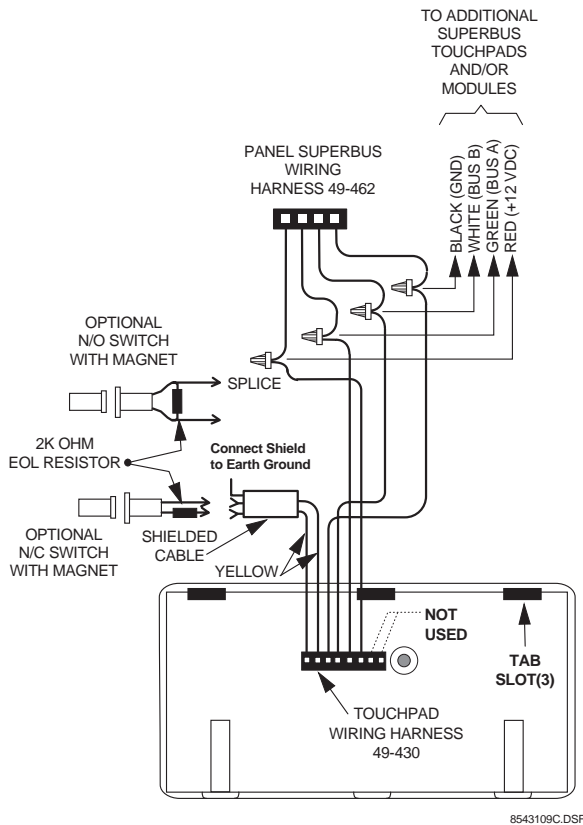 TO ADDITIONAL
SUPERBUS
TOUCHPADS
AND/OR
MODULES
PANEL SUPERBUS
WIRING
HARNESS 49-462
BLACK (GND)
WHITE (BUS B)
GREEN (BUS A)
RED (+12 VDC)
OPTIONAL
N/O SWITCH
WITH MAGNET
SPLICE
2K OHM
EOL RESISTOR
Connect Shield
to Earth Ground
OPTIONAL
N/C SWITCH
WITH MAGNET
SHIELDED
CABLE
YELLOW
NOT
USED
TAB
SLOT(3)
TOUCHPAD
WIRING HARNESS
49-430
8543109C.DSF